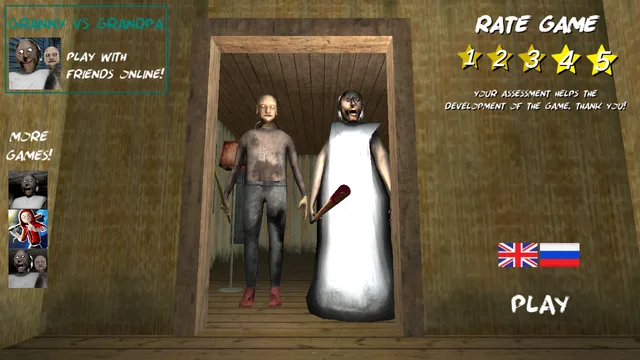 GRANNY VS GRANDPA
PLAY WITH
FRIENDS ONLINE!
MORE
GAMES!
RATE GAME
1 2 3 4 5
YOUR ASSESSMENT HELPS THE
DEVELOPMENT OF THE GAME. THANK YOU!
PLAY